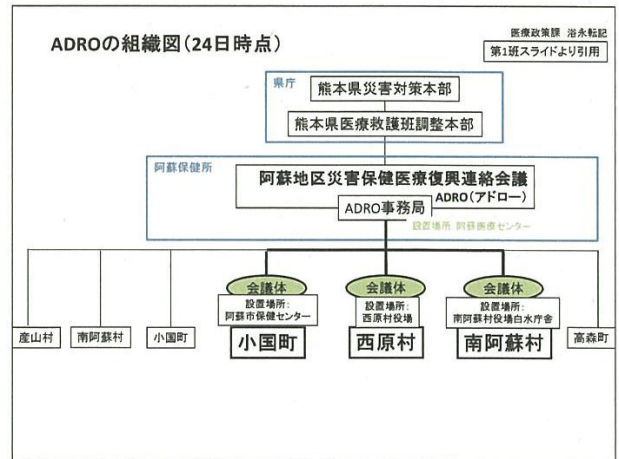 医療政策課 浴永転記
ADROの組織図(24日時点)
第1班スライドより引用
県庁
熊本県災害対策本部
熊本県医療救護班調整本部
阿蘇保健所
阿蘇地区災害保健医療復興連絡会議
ADRO(アドロー)
ADRO事務局
設置場所:阿蘇医療センター
会議体
設置場所:
阿蘇市保健センター
会議体
設置場所:
西原村役場
会議体
設置場所:
南阿蘇村役場白水庁舎
産山村
南阿蘇村
小国町
小国町
西原村
南阿蘇村
高森町